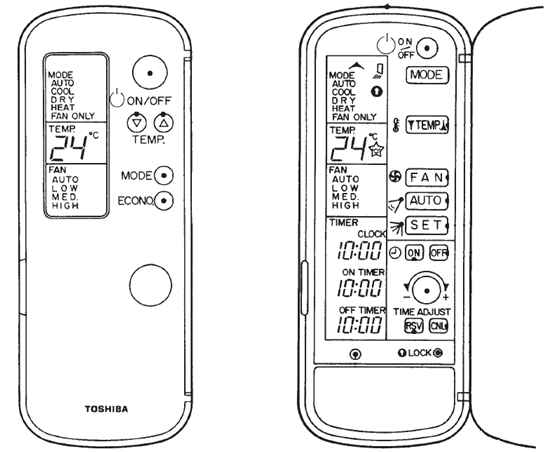 MODE
AUTO
COOL
DRY
HEAT
FAN ONLY
TEMP.
24°C
FAN
AUTO
LOW
MED.
HIGH
ON/OFF
TEMP.
MODE
ECONO.
TOSHIBA
ON/OFF
MODE
AUTO
COOL
DRY
HEAT
FAN ONLY
TEMP.
24°C
FAN
AUTO
LOW
MED.
HIGH
TIMER
CLOCK
10:00
ON TIMER
10:00
OFF TIMER
10:00
MODE
TEMP.
FAN
AUTO
SET
ON OFF
- +
TIME ADJUST
RSV CNL
LOCK C